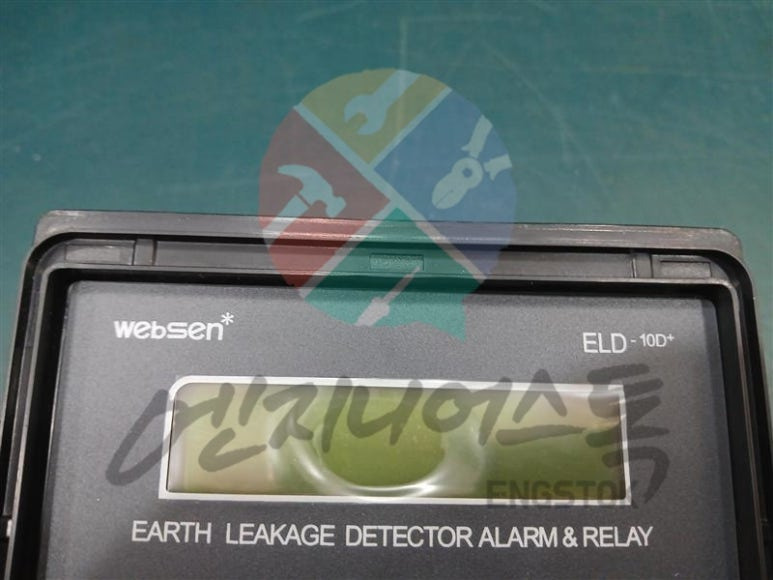 websen*
ELD - 10D+
엔지니어스톡
ENGSTOK
EARTH LEAKAGE DETECTOR ALARM & RELAY